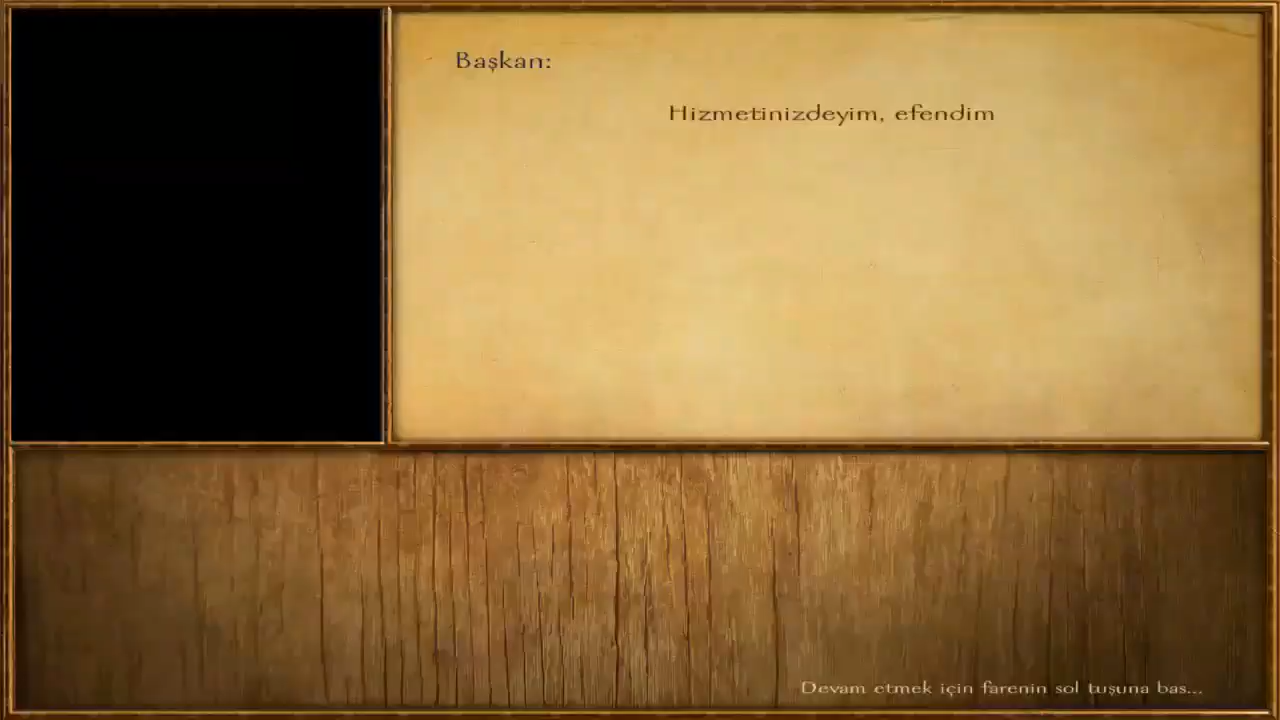 Başkan:
Hizmetinizdeyim, efendim
Devam etmek için farenin sol tuşuna bas...